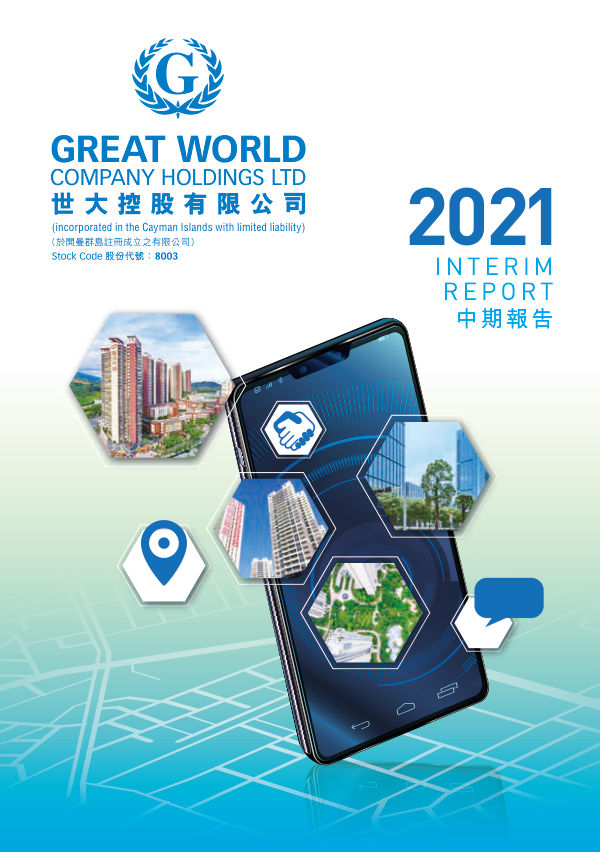 G
GREAT WORLD
COMPANY HOLDINGS LTD
世大控股有限公司
(incorporated in the Cayman Islands with limited liability)
（於開曼群島註冊成立之有限公司）
Stock Code 股份代號：8003
2021
INTERIM
REPORT
中期報告